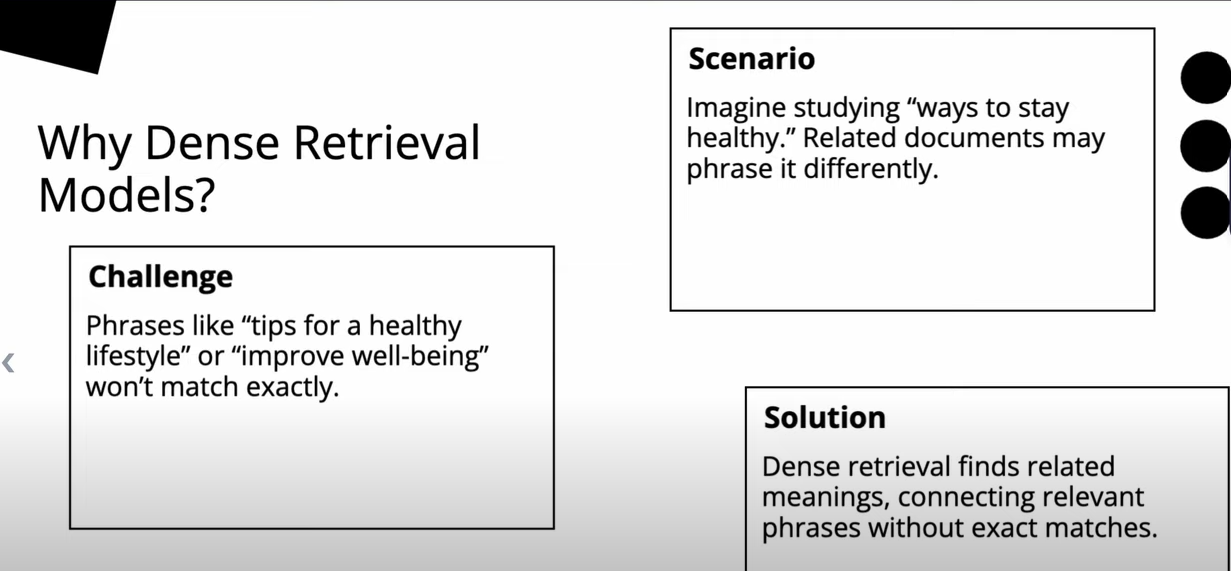 Why Dense Retrieval
Models?
Scenario
Imagine studying “ways to stay
healthy.” Related documents may
phrase it differently.
Challenge
Phrases like “tips for a healthy
lifestyle” or “improve well-being”
won’t match exactly.
Solution
Dense retrieval finds related
meanings, connecting relevant
phrases without exact matches.